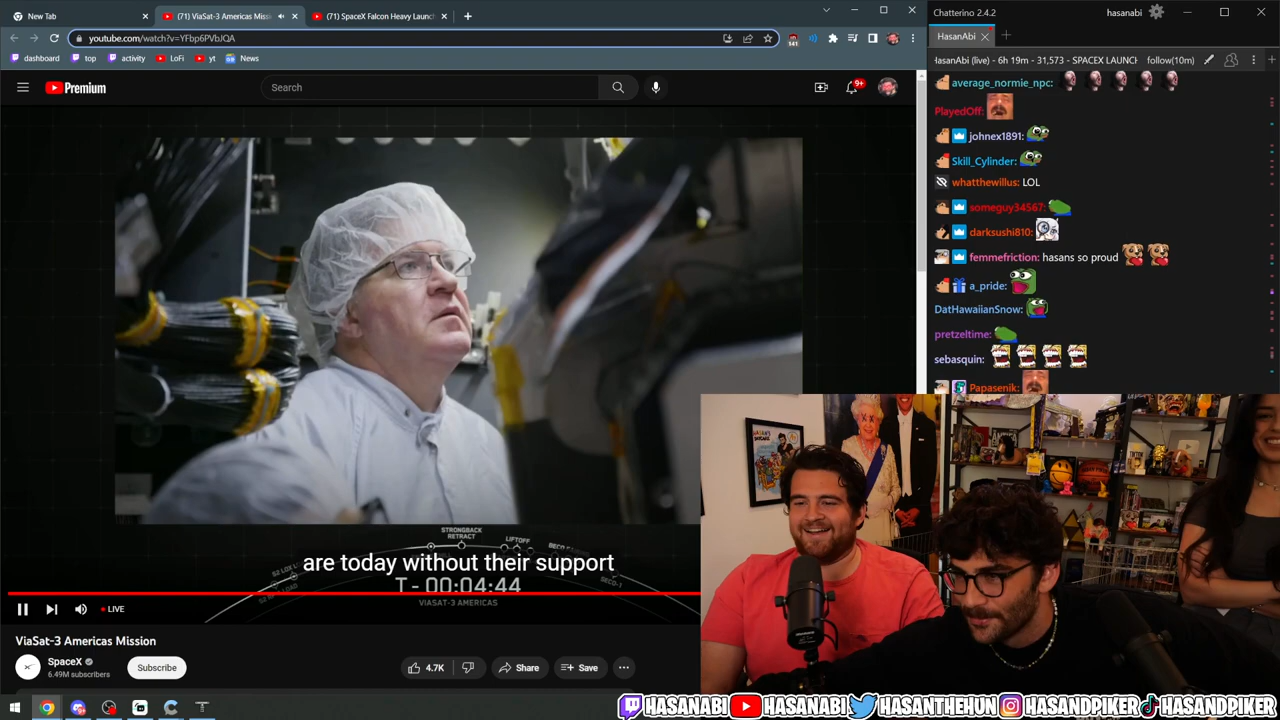 New Tab
(71) ViaSat-3 Americas Miss
(71) SpaceX Falcon Heavy Launch
youtube.com/watch?v=YFbp6PVbJQA
141
dashboard
top
activity
LoFi
yt
News
Premium
Search
9+
are today without their support
STRONGBACK
RETRACT
LIFTOFF
T - 00:04:44
VIASAT-3 AMERICAS
LIVE
ViaSat-3 Americas Mission
SpaceX
6.49M subscribers
Subscribe
4.7K
Share
Save
Chatterino 2.4.2
hasanabi
HasanAbi
HasanAbi (live) - 6h 19m - 31,573 - SPACEX LAUNCH
follow(10m)
average_normie_npc:
PlayedOff:
johnex1891:
Skill_Cylinder:
whatthewillus: LOL
someguy34567:
darksushi810:
femmefriction: hasans so proud
a_pride:
DatHawaiianSnow:
pretzeltime:
sebasquin:
Papasenik:
HASANABI
HASANABI
HASANTHEHUN
HASANDPIKER
HASANDPIKER